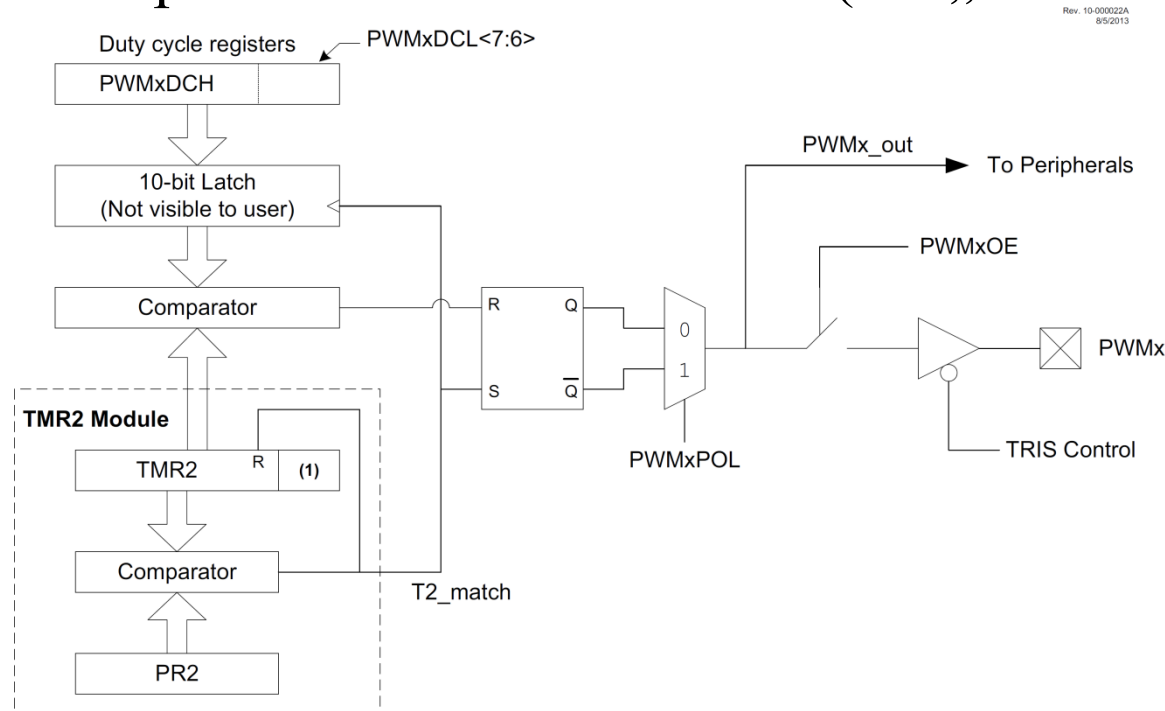 Rev. 10-000022A
8/5/2013
Duty cycle registers
PWMxDCL<7:6>
PWMxDCH
PWMx_out
To Peripherals
10-bit Latch
(Not visible to user)
PWMxOE
Comparator
R
Q
0
1
PWMx
S
Q̅
TMR2 Module
R
TMR2
(1)
PWMxPOL
TRIS Control
Comparator
T2_match
PR2